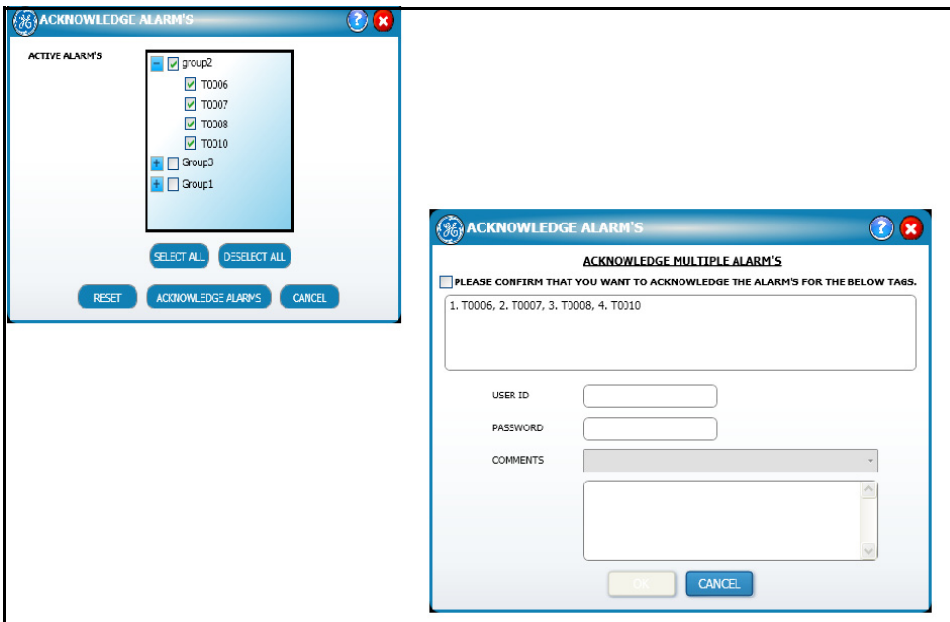 ACKNOWLEDGE ALARM'S
ACTIVE ALARM'S
group2
T0006
T0007
T0008
T0010
Group3
Group1
SELECT ALL DESELECT ALL
RESET ACKNOWLEDGE ALARMS CANCEL
ACKNOWLEDGE ALARM'S
ACKNOWLEDGE MULTIPLE ALARM'S
PLEASE CONFIRM THAT YOU WANT TO ACKNOWLEDGE THE ALARM'S FOR THE BELOW TAGS.
1. T0006, 2. T0007, 3. T0008, 4. T0010
USER ID
PASSWORD
COMMENTS
OK CANCEL